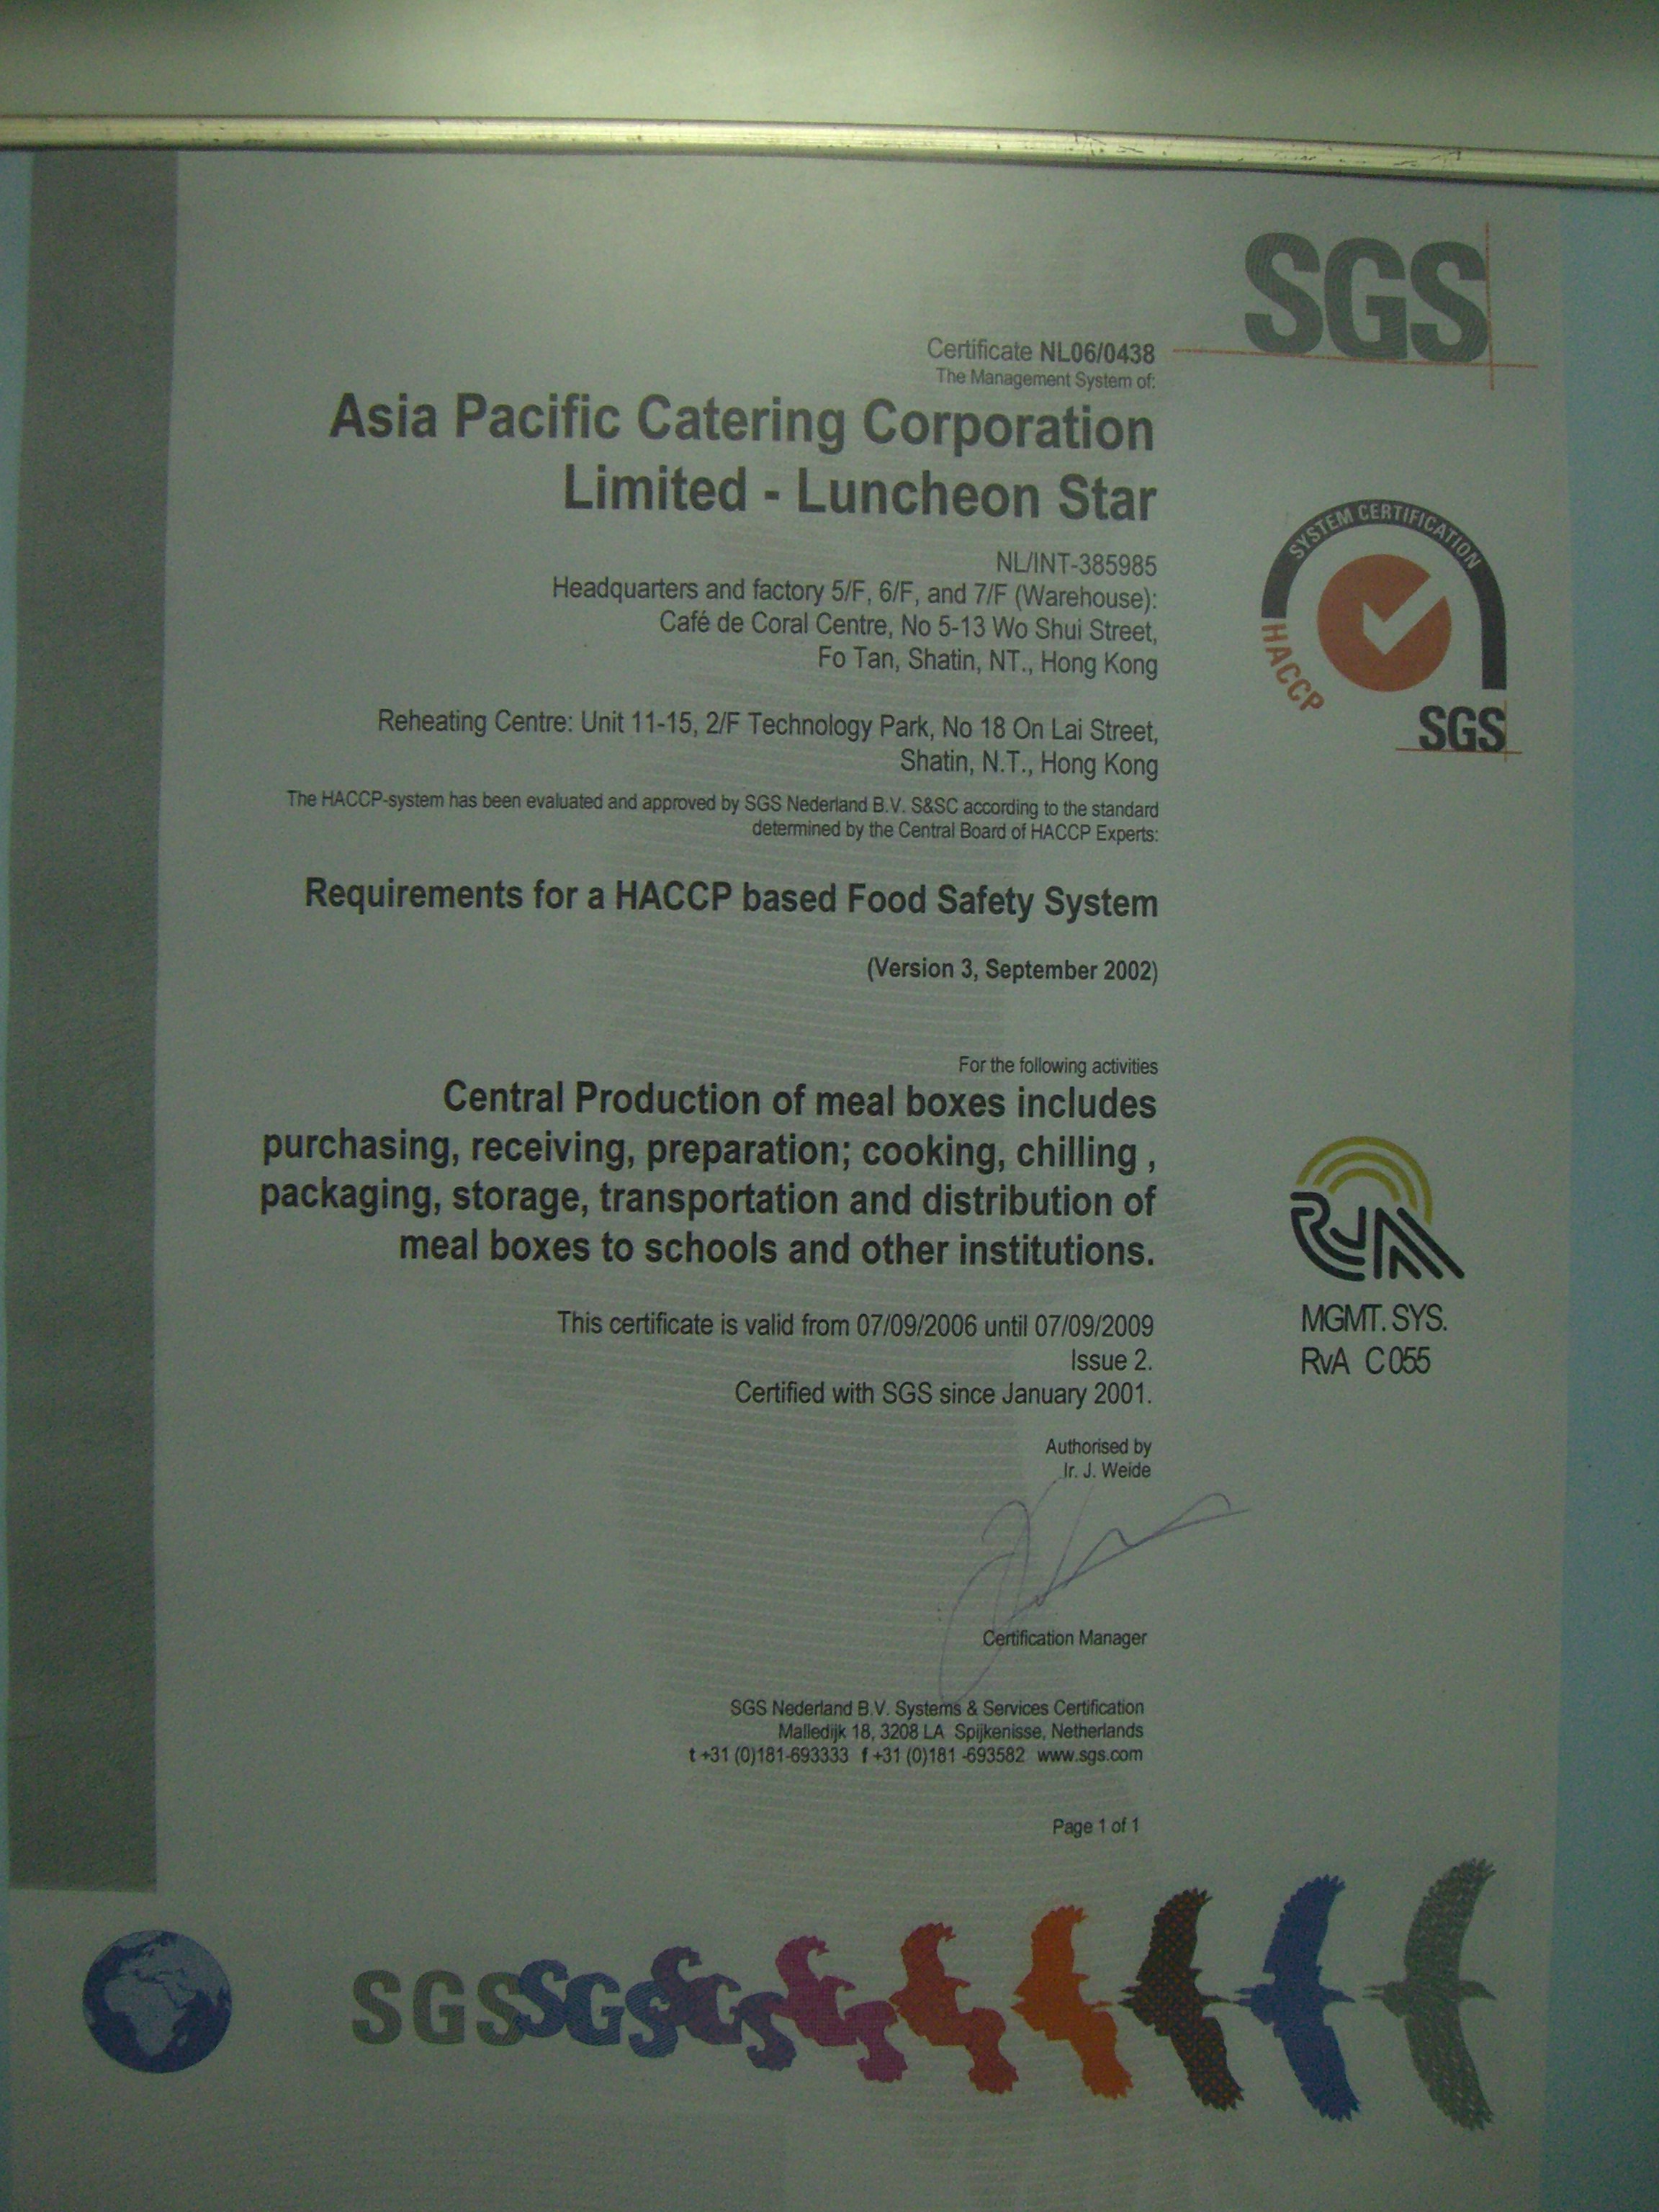 SGS
Certificate NL06/0438
The Management System of:
Asia Pacific Catering Corporation
Limited - Luncheon Star
SYSTEM CERTIFICATION
HACCP
SGS
NL/INT-385985
Headquarters and factory 5/F, 6/F, and 7/F (Warehouse):
Café de Coral Centre, No 5-13 Wo Shui Street,
Fo Tan, Shatin, NT., Hong Kong
Reheating Centre: Unit 11-15, 2/F Technology Park, No 18 On Lai Street,
Shatin, N.T., Hong Kong
The HACCP-system has been evaluated and approved by SGS Nederland B.V. S&SC according to the standard
determined by the Central Board of HACCP Experts:
Requirements for a HACCP based Food Safety System
(Version 3, September 2002)
For the following activities
Central Production of meal boxes includes
purchasing, receiving, preparation; cooking, chilling ,
packaging, storage, transportation and distribution of
meal boxes to schools and other institutions.
RvA
MGMT. SYS.
RvA C 055
This certificate is valid from 07/09/2006 until 07/09/2009
Issue 2.
Certified with SGS since January 2001.
Authorised by
Ir. J. Weide
Certification Manager
SGS Nederland B.V. Systems & Services Certification
Malledijk 18, 3208 LA Spijkenisse, Netherlands
t +31 (0)181-693333 f +31 (0)181 -693582 www.sgs.com
Page 1 of 1
SGS SGS SGS